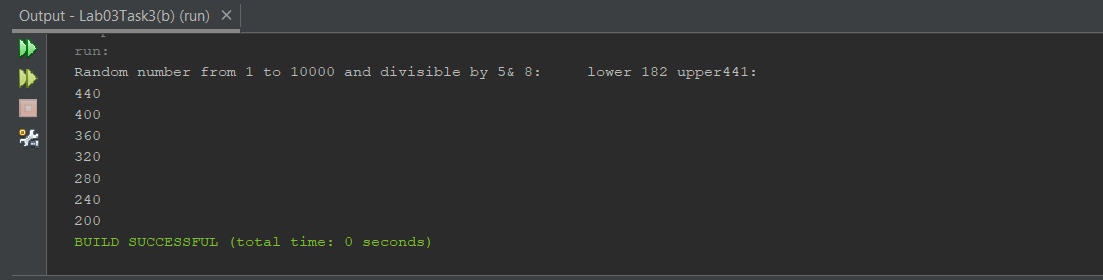 Output - Lab03Task3(b) (run) ×
run:
Random number from 1 to 10000 and divisible by 5& 8:     lower 182 upper441:
440
400
360
320
280
240
200
BUILD SUCCESSFUL (total time: 0 seconds)